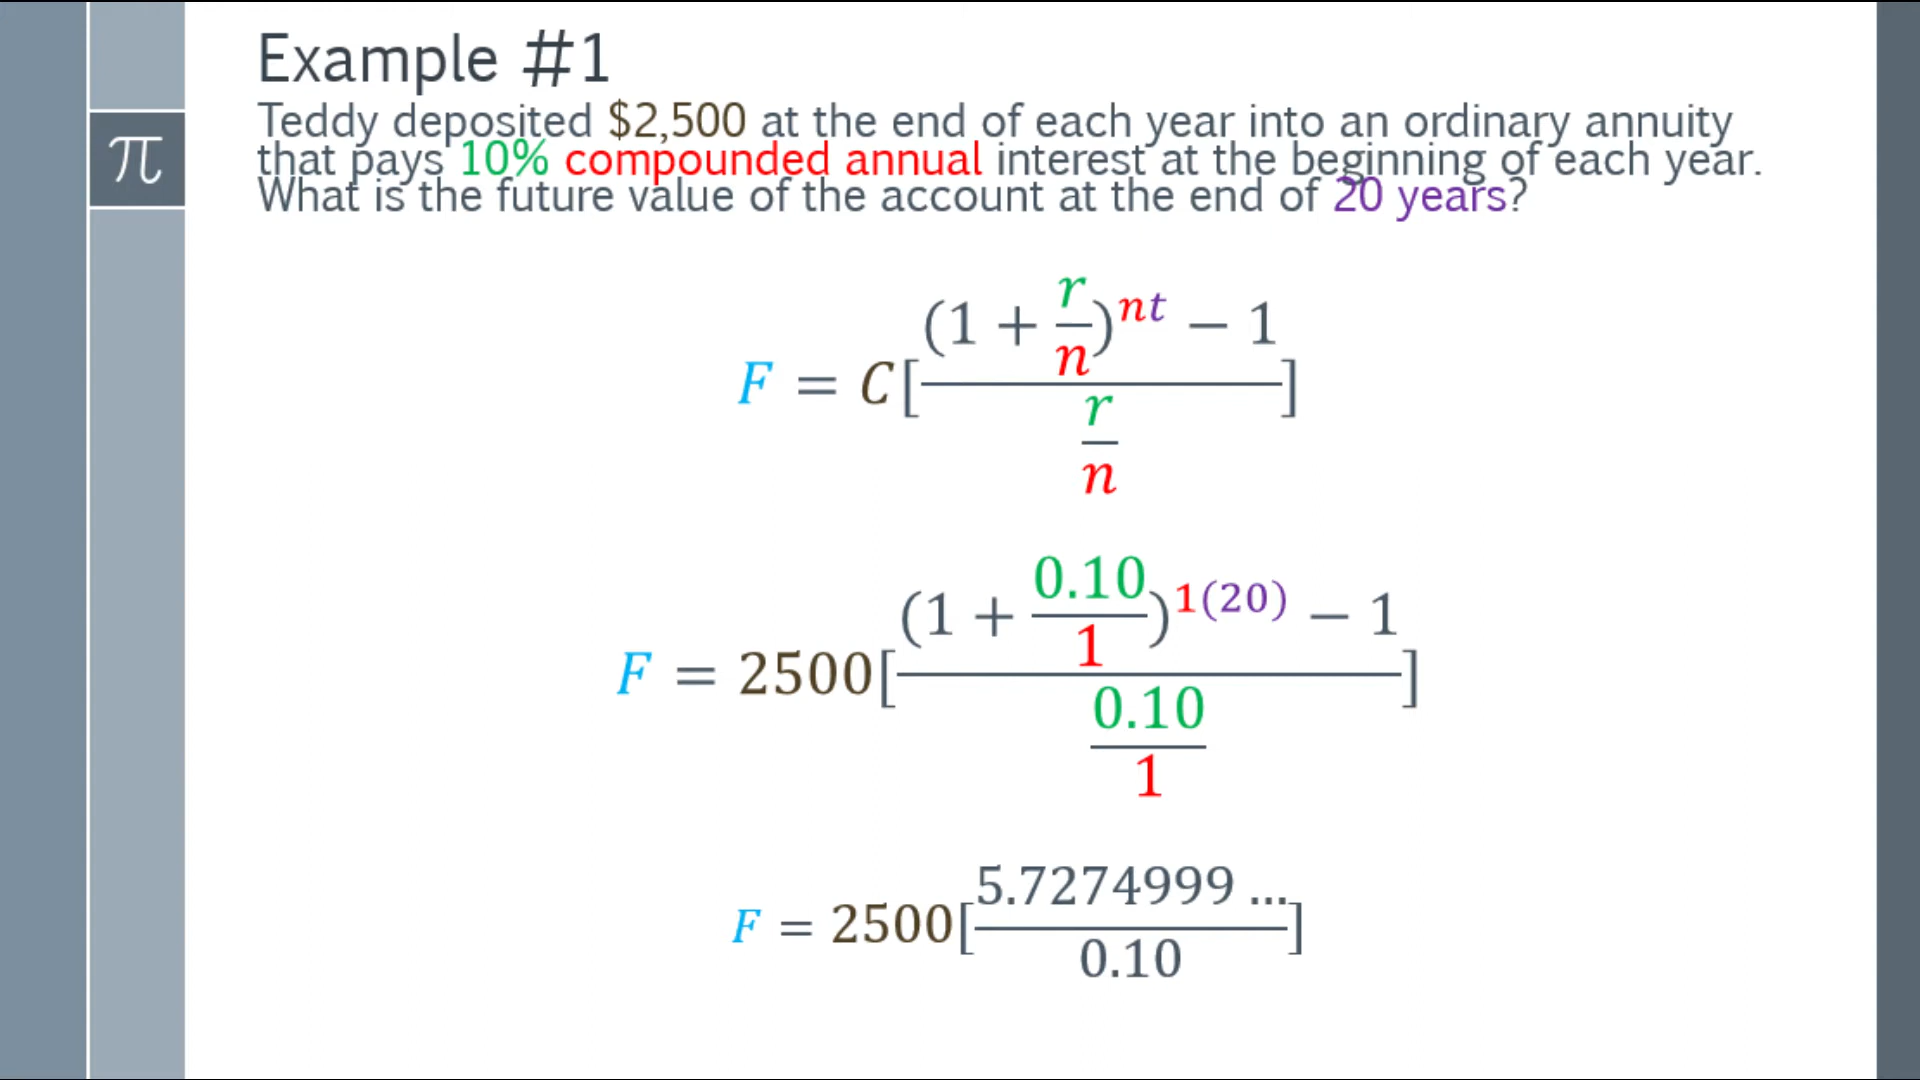 Example #1
Teddy deposited $2,500 at the end of each year into an ordinary annuity
that pays 10% compounded annual interest at the beginning of each year.
What is the future value of the account at the end of 20 years?
π
F = C[((1 + r/n)^nt − 1)/(r/n)]
F = 2500[((1 + 0.10/1)^1(20) − 1)/(0.10/1)]
F = 2500[5.7274999 .../0.10]